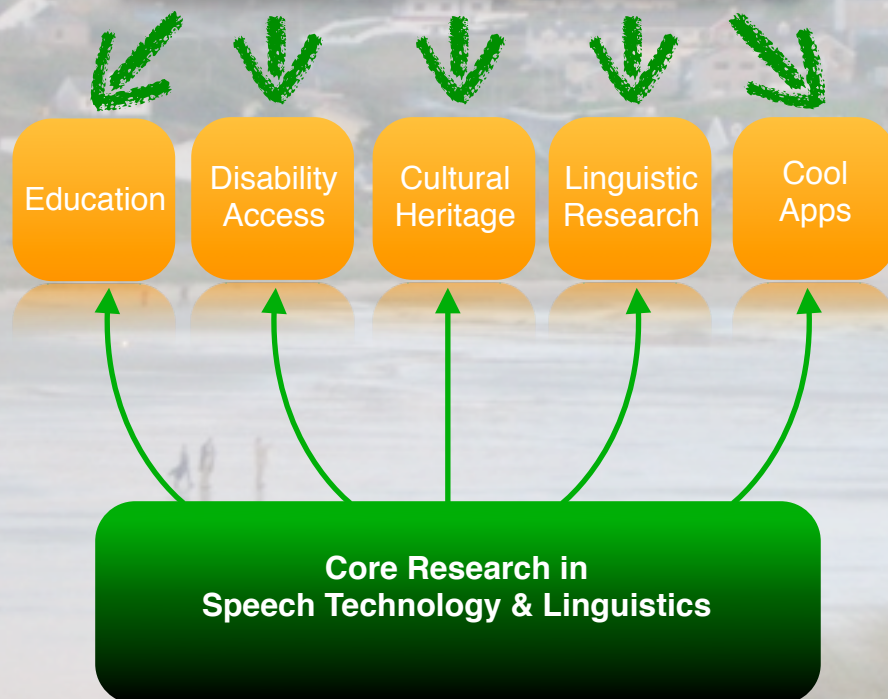 Education
Disability
Access
Cultural
Heritage
Linguistic
Research
Cool
Apps
Core Research in
Speech Technology & Linguistics